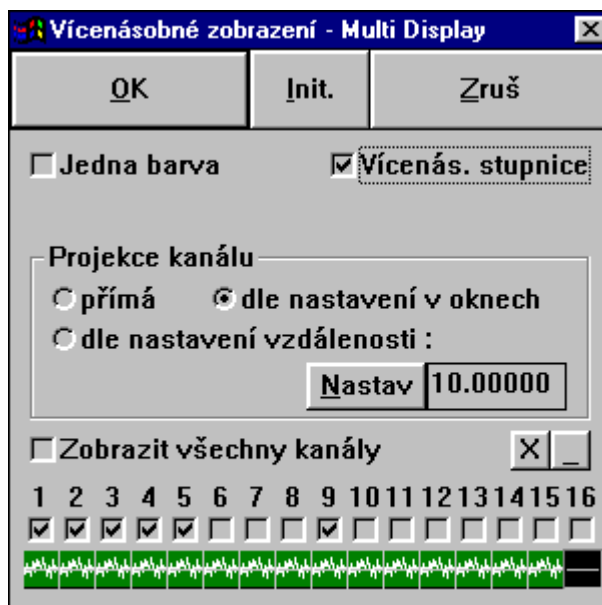 Vícenásobné zobrazení - Multi Display
OK Init. Zruš
Jedna barva Vícenás. stupnice
Projekce kanálu
přímá dle nastavení v oknech
dle nastavení vzdálenosti :
Nastav 10.00000
Zobrazit všechny kanály X _
1 2 3 4 5 6 7 8 9 10 11 12 13 14 15 16